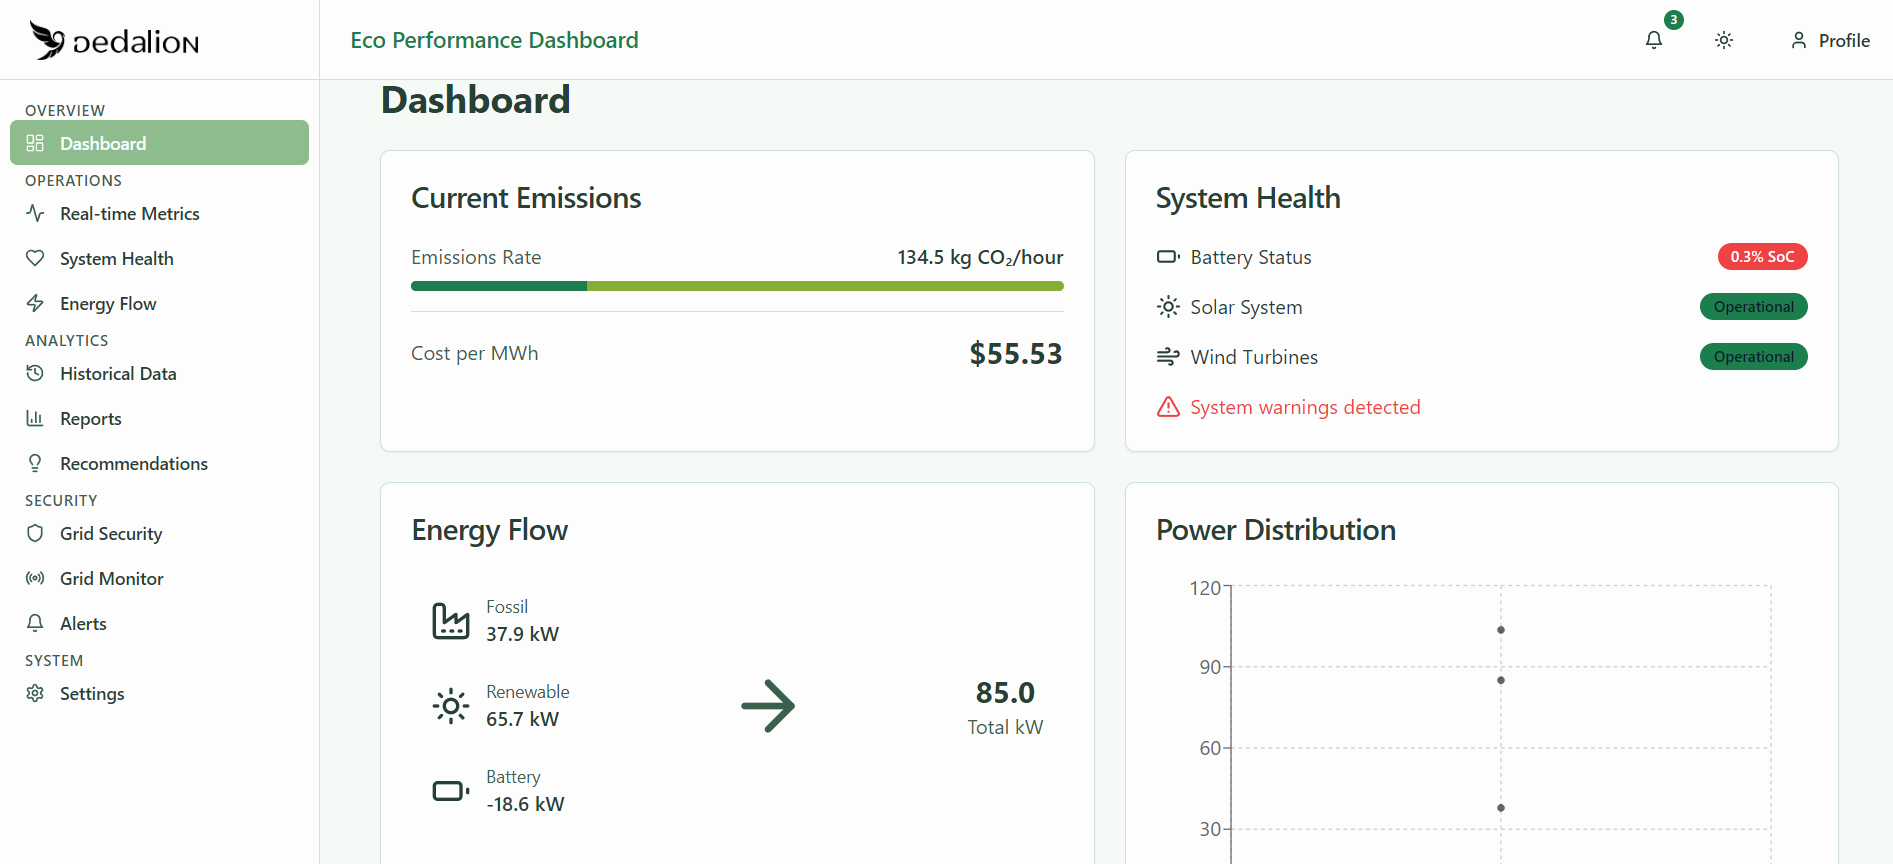 pedalion
Eco Performance Dashboard
3
Profile
OVERVIEW
Dashboard
OPERATIONS
Real-time Metrics
System Health
Energy Flow
ANALYTICS
Historical Data
Reports
Recommendations
SECURITY
Grid Security
Grid Monitor
Alerts
SYSTEM
Settings
Dashboard
Current Emissions
Emissions Rate 134.5 kg CO₂/hour
Cost per MWh $55.53
System Health
Battery Status 0.3% SoC
Solar System Operational
Wind Turbines Operational
System warnings detected
Energy Flow
Fossil
37.9 kW
Renewable
65.7 kW
Battery
-18.6 kW
85.0
Total kW
Power Distribution
120
90
60
30